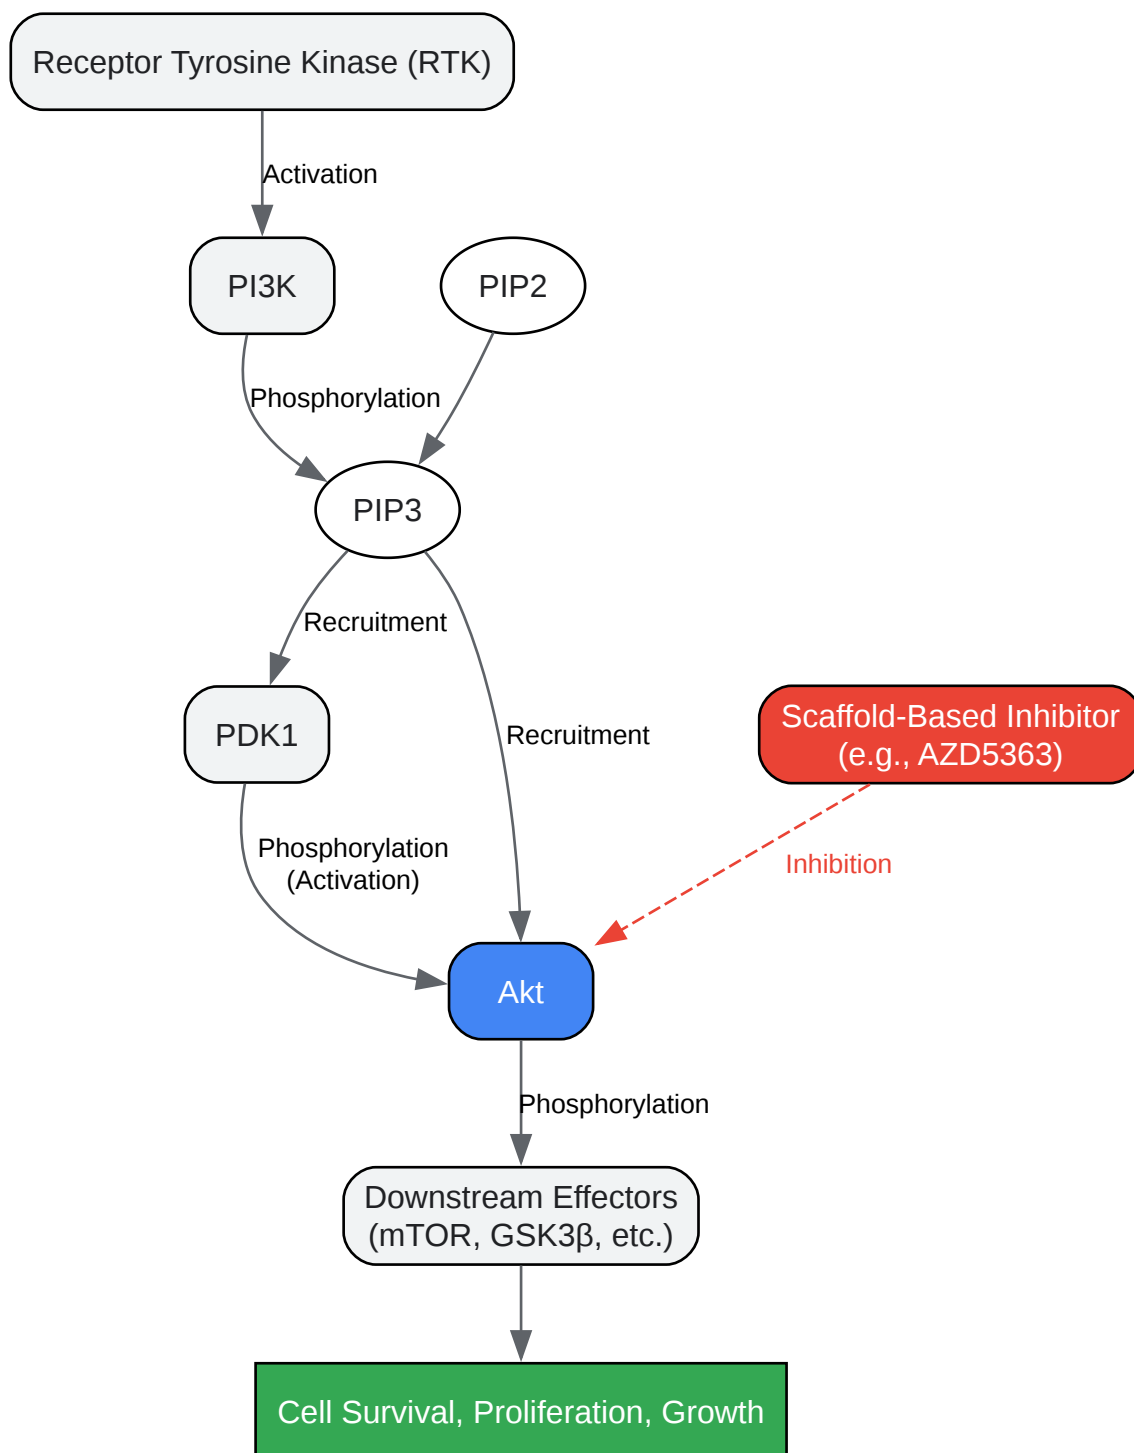 Receptor Tyrosine Kinase (RTK)
Activation
PI3K
PIP2
Phosphorylation
PIP3
Recruitment
PDK1
Recruitment
Scaffold-Based Inhibitor
(e.g., AZD5363)
Phosphorylation
(Activation)
Inhibition
Akt
Phosphorylation
Downstream Effectors
(mTOR, GSK3β, etc.)
Cell Survival, Proliferation, Growth